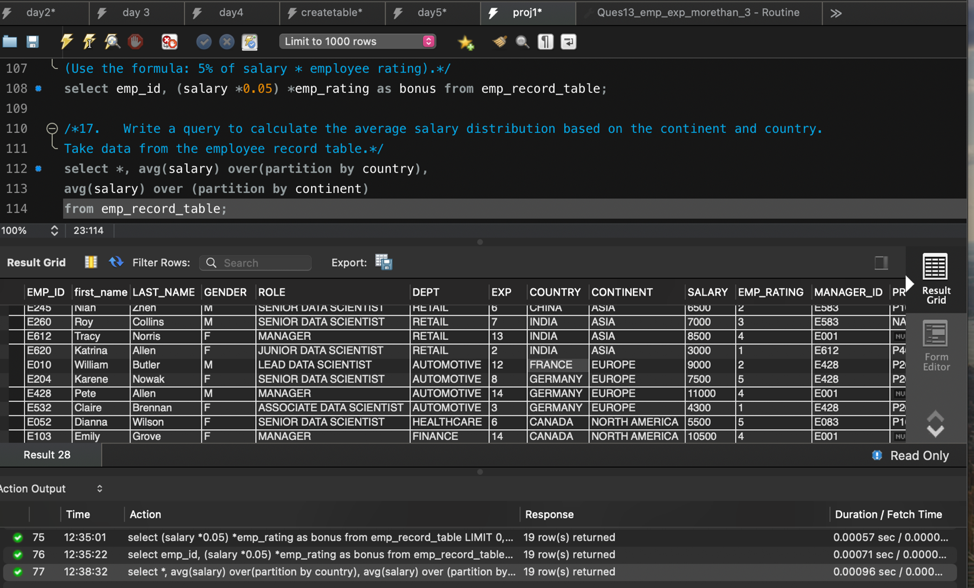 day2* day 3 day4 createtable* day5* proj1* Ques13_emp_exp_morethan_3 - Routine
Limit to 1000 rows
107 (Use the formula: 5% of salary * employee rating).*/
108 select emp_id, (salary *0.05) *emp_rating as bonus from emp_record_table;
109
110 /*17. Write a query to calculate the average salary distribution based on the continent and country.
111 Take data from the employee record table.*/
112 select *, avg(salary) over(partition by country),
113 avg(salary) over (partition by continent)
114 from emp_record_table;
100% 23:114
Result Grid Filter Rows: Search Export:
EMP_ID first_name LAST_NAME GENDER ROLE DEPT EXP COUNTRY CONTINENT SALARY EMP_RATING MANAGER_ID PR
E245 Nian Zhen M SENIOR DATA SCIENTIST RETAIL 6 CHINA ASIA 6500 2 E583 P10
E260 Roy Collins M SENIOR DATA SCIENTIST RETAIL 7 INDIA ASIA 7000 3 E583 NA
E612 Tracy Norris F MANAGER RETAIL 13 INDIA ASIA 8500 4 E001 NU
E620 Katrina Allen F JUNIOR DATA SCIENTIST RETAIL 2 INDIA ASIA 3000 1 E612 P4
E010 William Butler M LEAD DATA SCIENTIST AUTOMOTIVE 12 FRANCE EUROPE 9000 2 E428 P2
E204 Karene Nowak F SENIOR DATA SCIENTIST AUTOMOTIVE 8 GERMANY EUROPE 7500 5 E428 P2
E428 Pete Allen M MANAGER AUTOMOTIVE 14 GERMANY EUROPE 11000 4 E001 NU
E532 Claire Brennan F ASSOCIATE DATA SCIENTIST AUTOMOTIVE 3 GERMANY EUROPE 4300 1 E428 P2
E052 Dianna Wilson F SENIOR DATA SCIENTIST HEALTHCARE 6 CANADA NORTH AMERICA 5500 5 E083 P1
E103 Emily Grove F MANAGER FINANCE 14 CANADA NORTH AMERICA 10500 4 E001 NU
Result
Grid
Form
Editor
Result 28 Read Only
Action Output
Time Action Response Duration / Fetch Time
75 12:35:01 select (salary *0.05) *emp_rating as bonus from emp_record_table LIMIT 0,... 19 row(s) returned 0.00057 sec / 0.0000...
76 12:35:22 select emp_id, (salary *0.05) *emp_rating as bonus from emp_record_table... 19 row(s) returned 0.00071 sec / 0.0000...
77 12:38:32 select *, avg(salary) over(partition by country), avg(salary) over (partition by... 19 row(s) returned 0.00096 sec / 0.0000...